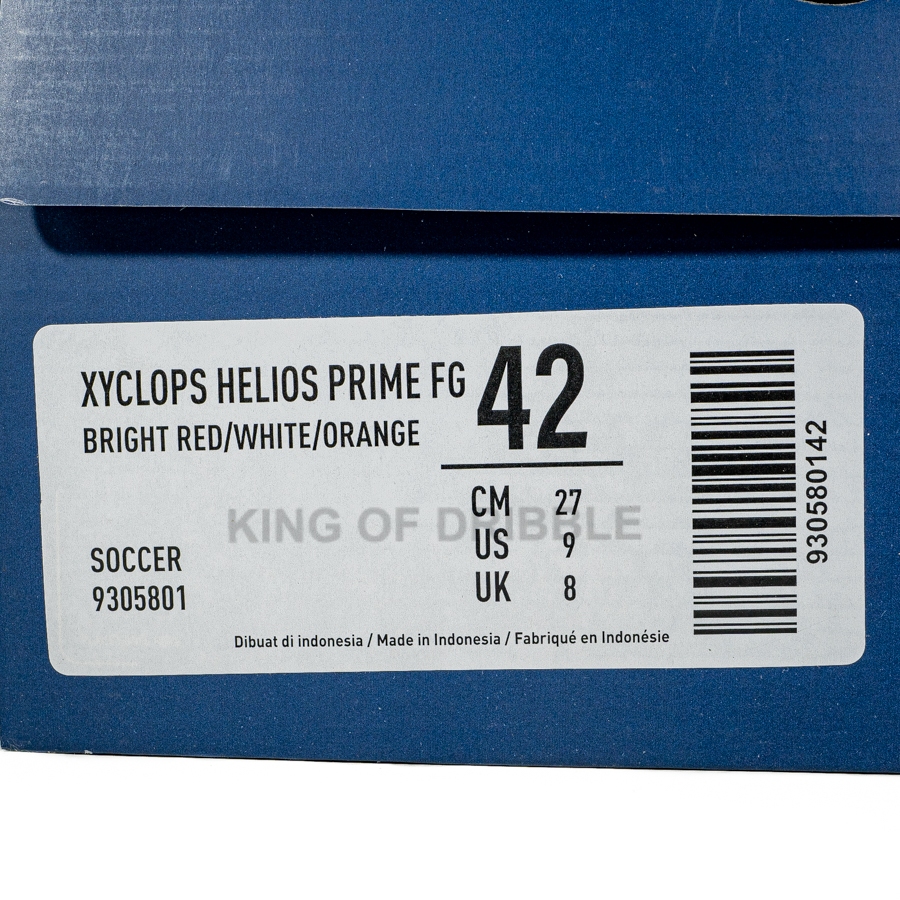 XYCLOPS HELIOS PRIME FG
BRIGHT RED/WHITE/ORANGE
42
CM 27
US 9
UK 8
KING OF DRIBBLE
SOCCER
9305801
Dibuat di indonesia / Made in Indonesia / Fabriqué en Indonésie
930580142